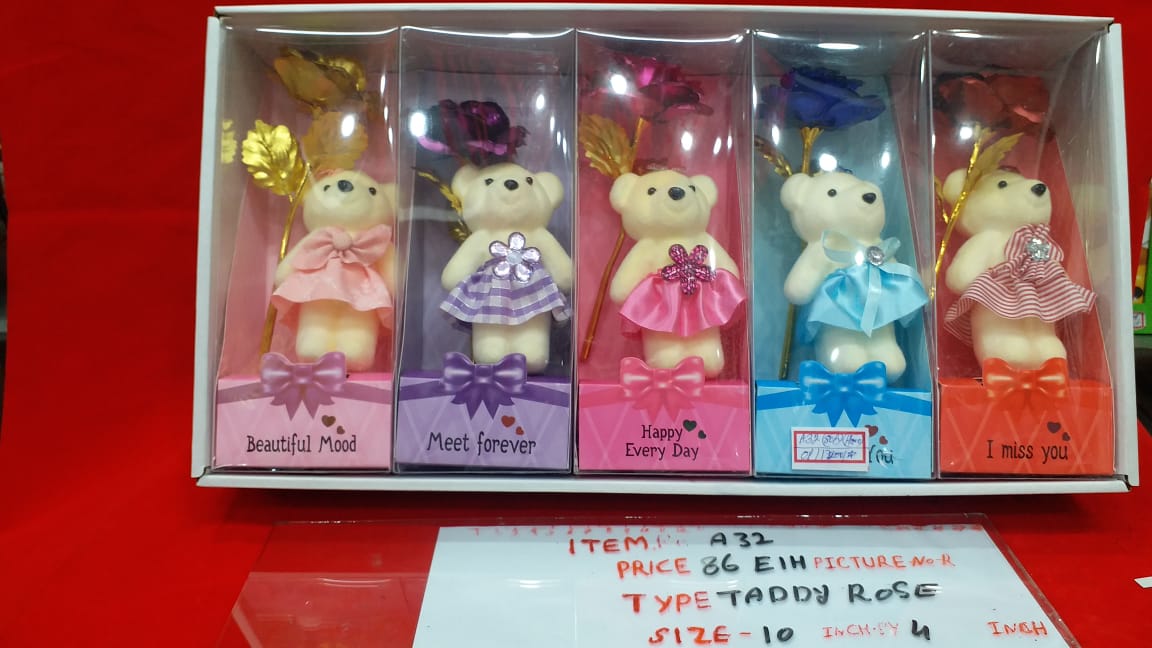 Beautiful Mood
Meet forever
Happy
Every Day
I miss you
ITEM A32
PRICE 86 EIH PICTURE NO-R
TYPE TADDY ROSE
SIZE-10 INCH-BY 4 INCH